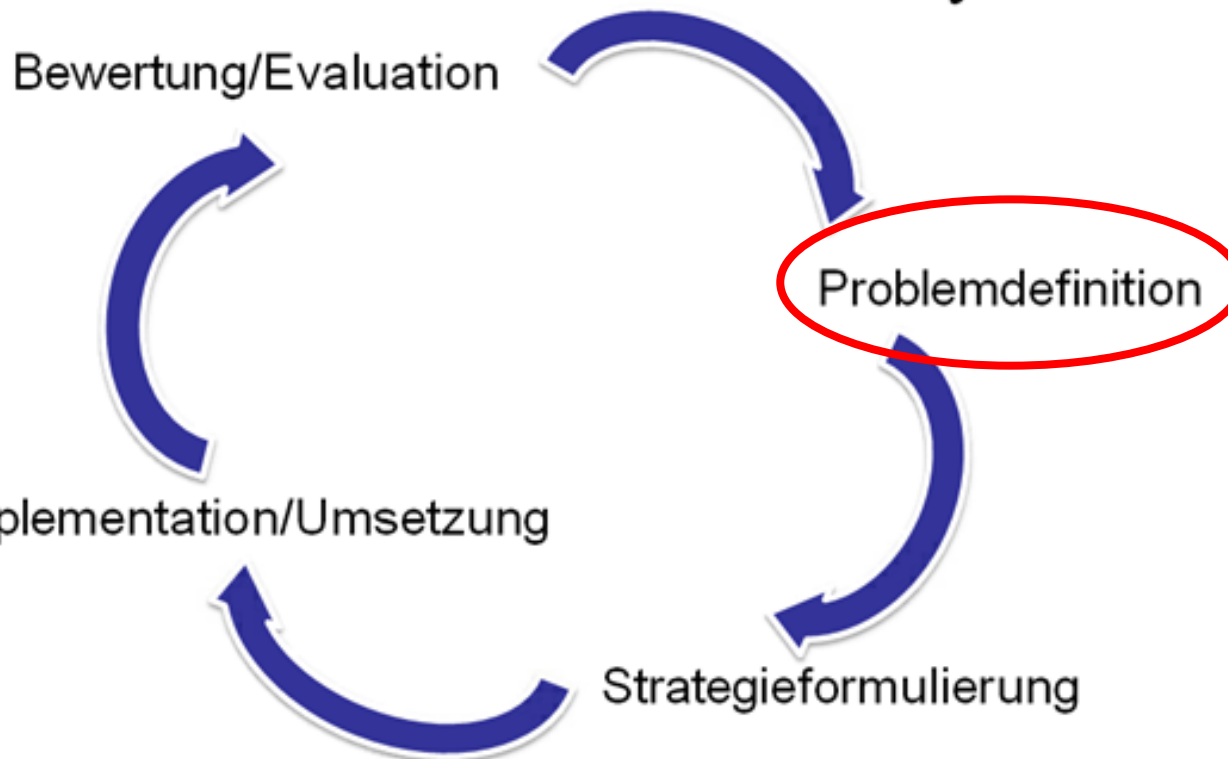 Bewertung/Evaluation
Problemdefinition
plementation/Umsetzung
Strategieformulierung